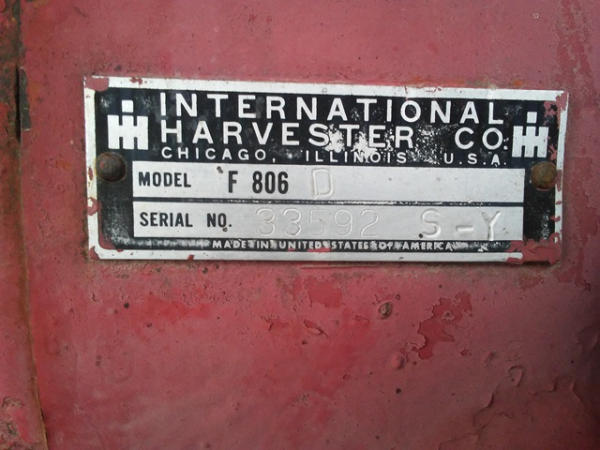 INTERNATIONAL
HARVESTER CO.
CHICAGO, ILLINOIS U.S.A.
MODEL F 806 D
SERIAL NO. 33592 S-Y
MADE IN UNITED STATES OF AMERICA